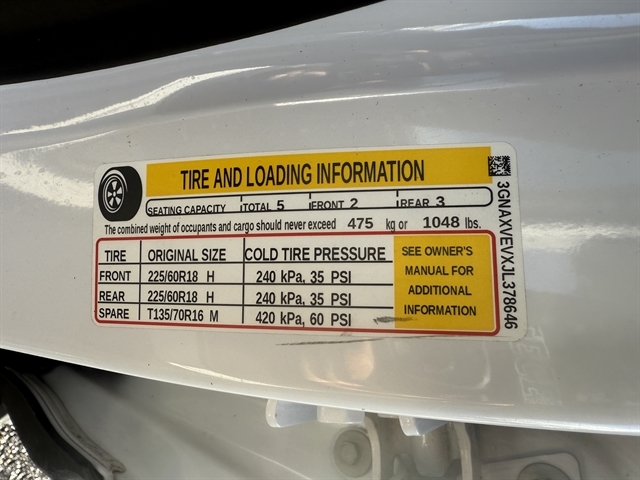 TIRE AND LOADING INFORMATION
SEATING CAPACITY TOTAL 5 FRONT 2 REAR 3
The combined weight of occupants and cargo should never exceed 475 kg or 1048 lbs.
TIRE ORIGINAL SIZE COLD TIRE PRESSURE
FRONT 225/60R18 H 240 kPa, 35 PSI
REAR 225/60R18 H 240 kPa, 35 PSI
SPARE T135/70R16 M 420 kPa, 60 PSI
SEE OWNER'S
MANUAL FOR
ADDITIONAL
INFORMATION
3GNAXVEVXJL378646